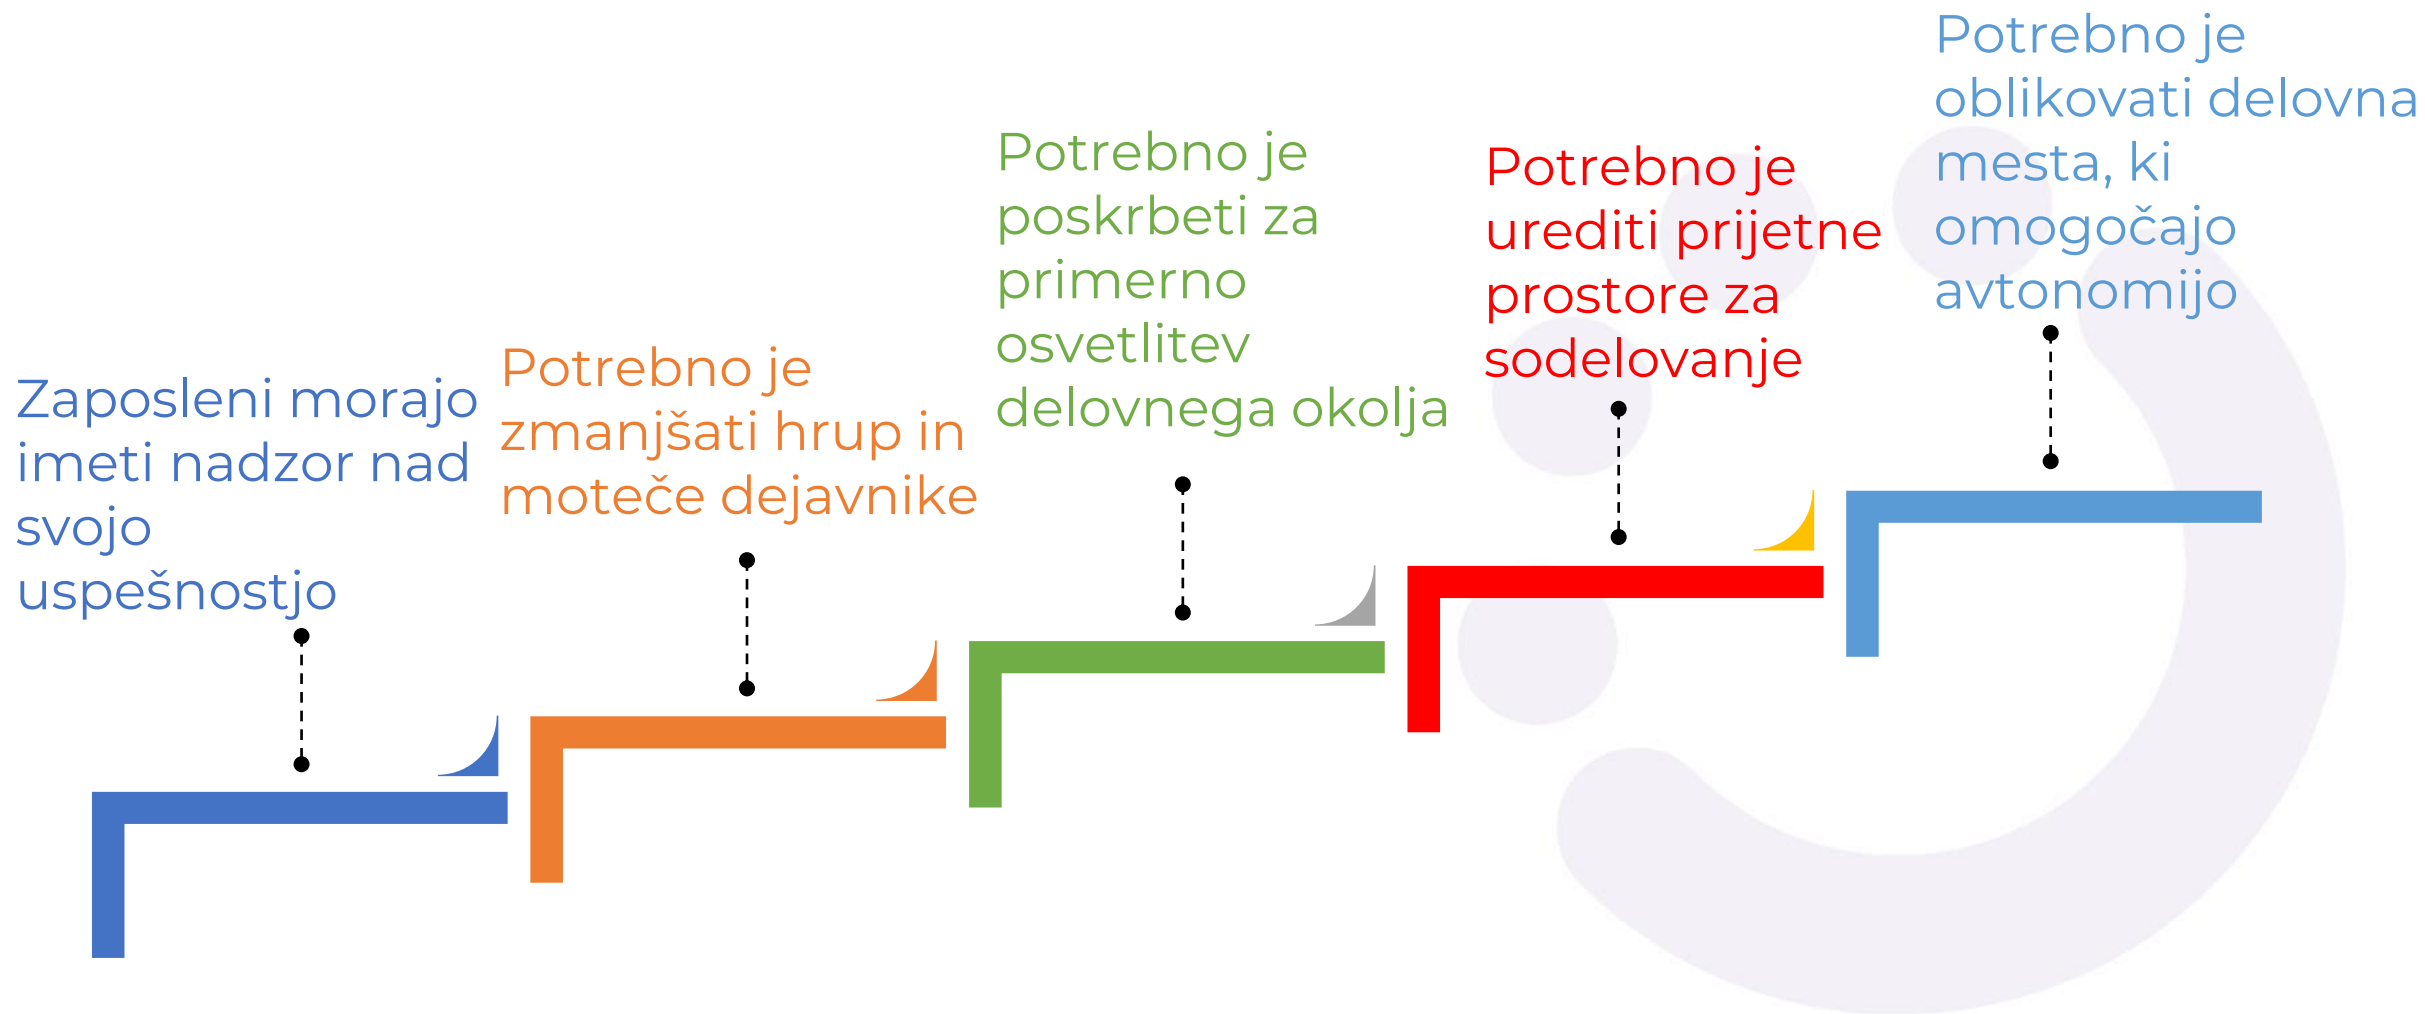 Zaposleni morajo
imeti nadzor nad
svojo
uspešnostjo
Potrebno je
zmanjšati hrup in
moteče dejavnike
Potrebno je
poskrbeti za
primerno
osvetlitev
delovnega okolja
Potrebno je
urediti prijetne
prostore za
sodelovanje
Potrebno je
oblikovati delovna
mesta, ki
omogočajo
avtonomijo